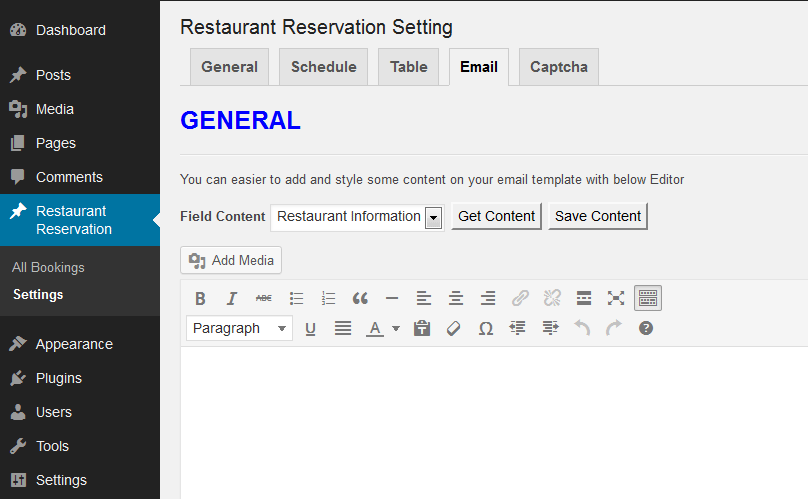 Dashboard
Posts
Media
Pages
Comments
Restaurant
Reservation
All Bookings
Settings
Appearance
Plugins
Users
Tools
Settings
Restaurant Reservation Setting
General Schedule Table Email Captcha
GENERAL
You can easier to add and style some content on your email template with below Editor
Field Content Restaurant Information Get Content Save Content
Add Media
B I ABC
Paragraph U A Ω ?